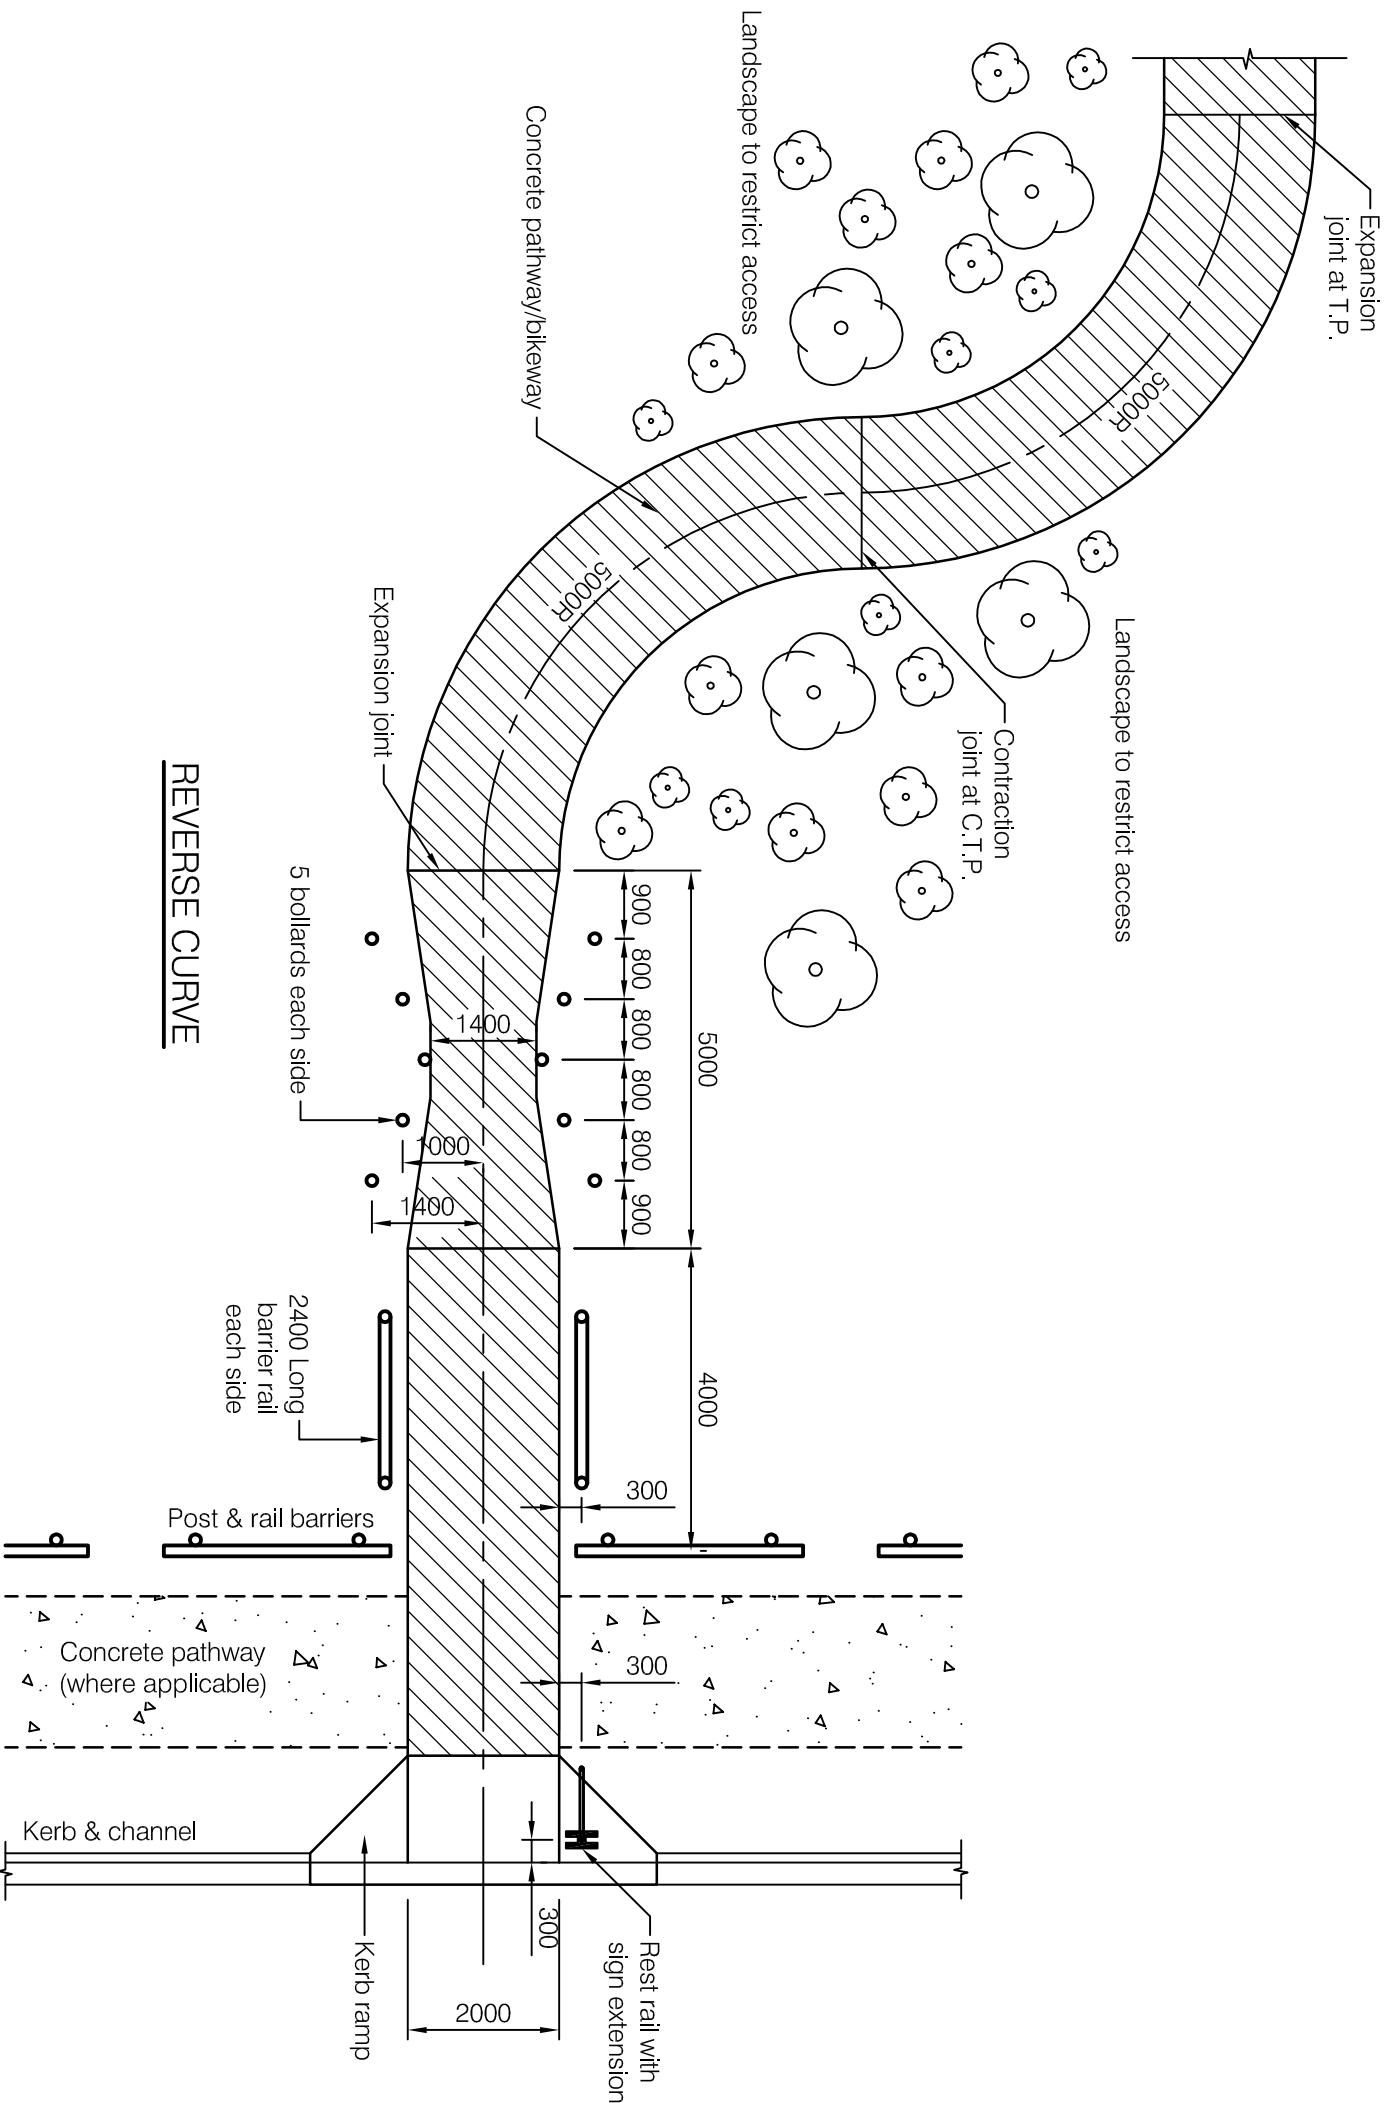 Expansion
joint at T.P.
5000R
Landscape to restrict access
Concrete pathway/bikeway
Landscape to restrict access
Contraction
joint at C.T.P.
5000R
Expansion joint
5 bollards each side
REVERSE CURVE
5000
4000
900
800
800
800
800
900
1400
1000
1400
2400 Long
barrier rail
each side
300
Post & rail barriers
Concrete pathway
(where applicable)
300
Kerb & channel
300
Kerb ramp
Rest rail with
sign extension
2000